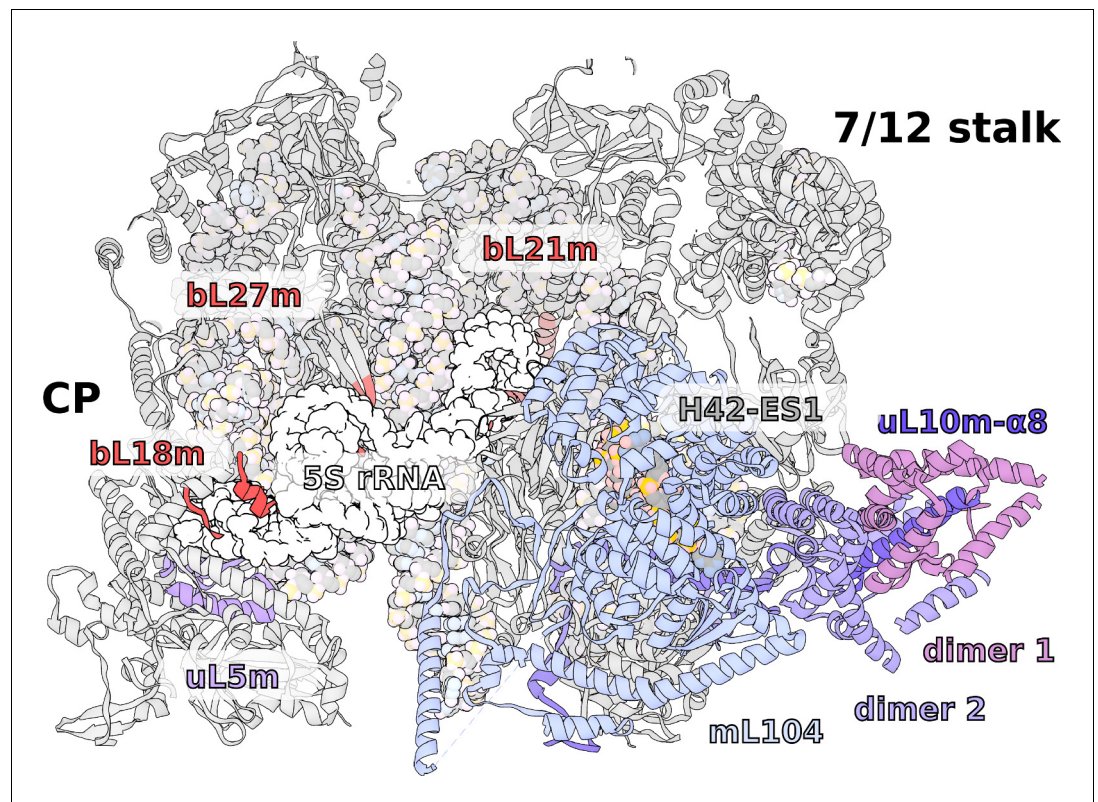 7/12 stalk
bL21m
bL27m
CP
H42-ES1
uL10m-α8
bL18m
5S rRNA
dimer 1
uL5m
dimer 2
mL104